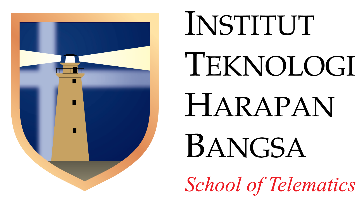 INSTITUT
TEKNOLOGI
HARAPAN
BANGSA
School of Telematics